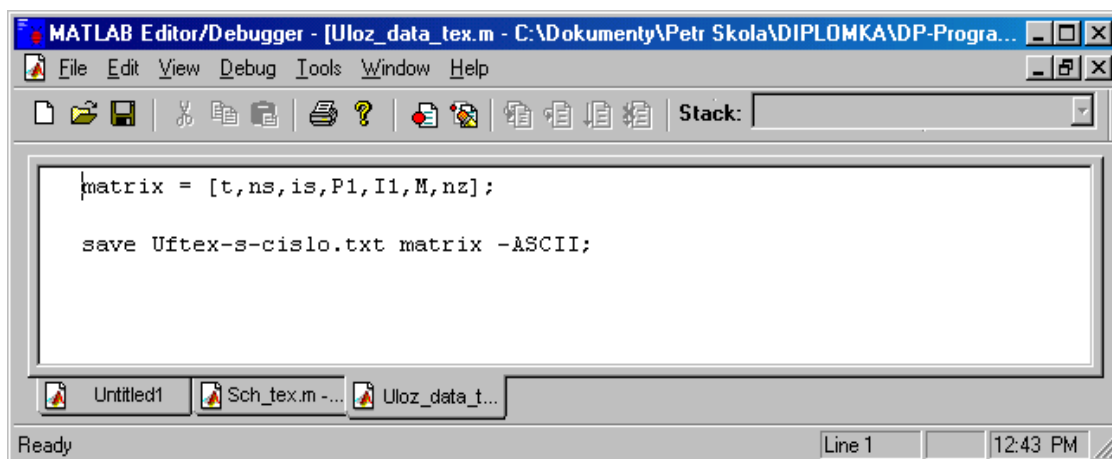 MATLAB Editor/Debugger - [Uloz_data_tex.m - C:\Dokumenty\Petr Skola\DIPLOMKA\DP-Progra...
File Edit View Debug Tools Window Help
Stack:
matrix = [t,ns,is,P1,I1,M,nz];
save Uftex-s-cislo.txt matrix -ASCII;
Untitled1 Sch_tex.m -... Uloz_data_t...
Ready Line 1 12:43 PM